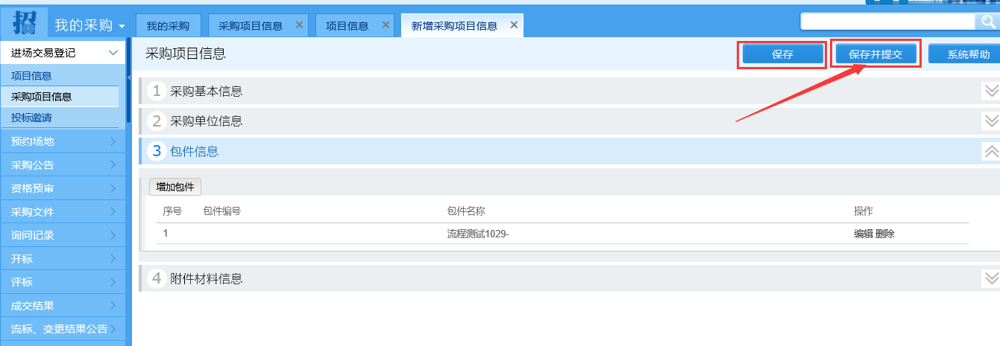 招 我的采购
我的采购 采购项目信息 项目信息 新增采购项目信息
进场交易登记
项目信息
采购项目信息
投标邀请
预约场地
采购公告
资格预审
采购文件
询问记录
开标
评标
成交结果
流标、变更结果公告
采购项目信息 保存 保存并提交 系统帮助
1 采购基本信息
2 采购单位信息
3 包件信息
增加包件
序号 包件编号 包件名称 操作
1 流程测试1029- 编辑 删除
4 附件材料信息